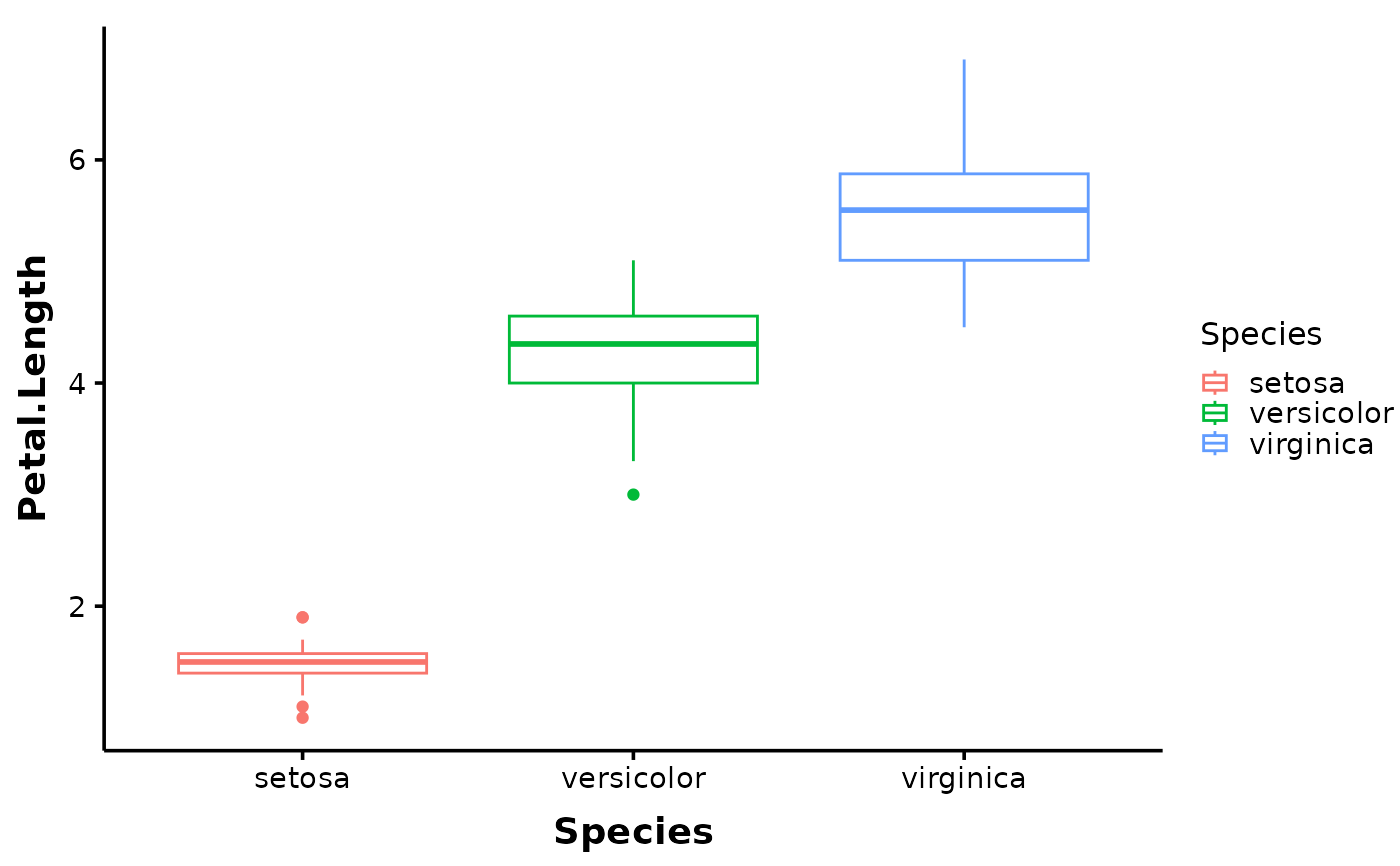 Petal.Length
6
4
2
setosa
versicolor
virginica
Species
Species
setosa
versicolor
virginica